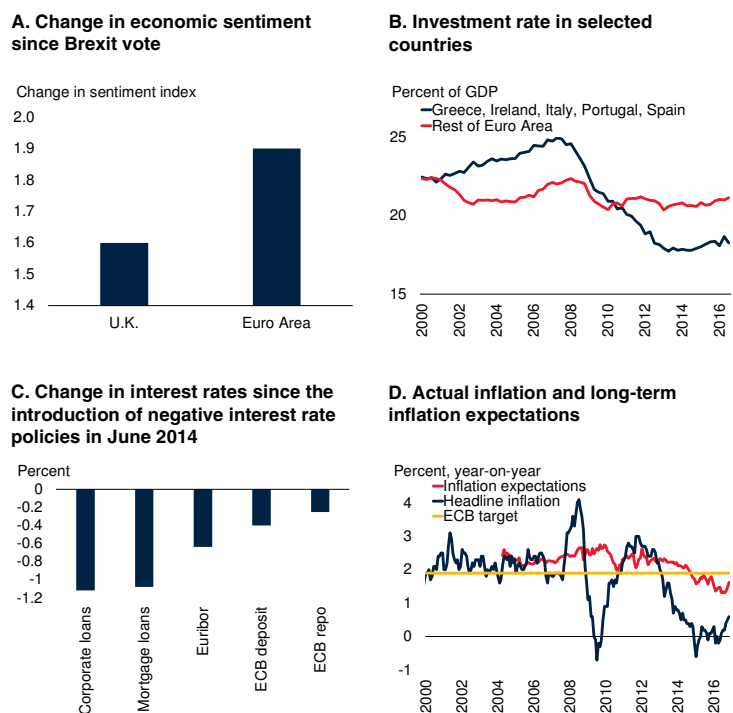 A. Change in economic sentiment
since Brexit vote
Change in sentiment index
2.0
1.9
1.8
1.7
1.6
1.5
1.4
U.K.
Euro Area
B. Investment rate in selected
countries
Percent of GDP
Greece, Ireland, Italy, Portugal, Spain
Rest of Euro Area
25
20
15
2000
2002
2004
2006
2008
2010
2012
2014
2016
C. Change in interest rates since the
introduction of negative interest rate
policies in June 2014
Percent
0
-0.2
-0.4
-0.6
-0.8
-1
-1.2
Corporate loans
Mortgage loans
Euribor
ECB deposit
ECB repo
D. Actual inflation and long-term
inflation expectations
Percent, year-on-year
Inflation expectations
Headline inflation
ECB target
4
3
2
1
0
-1
2000
2002
2004
2006
2008
2010
2012
2014
2016